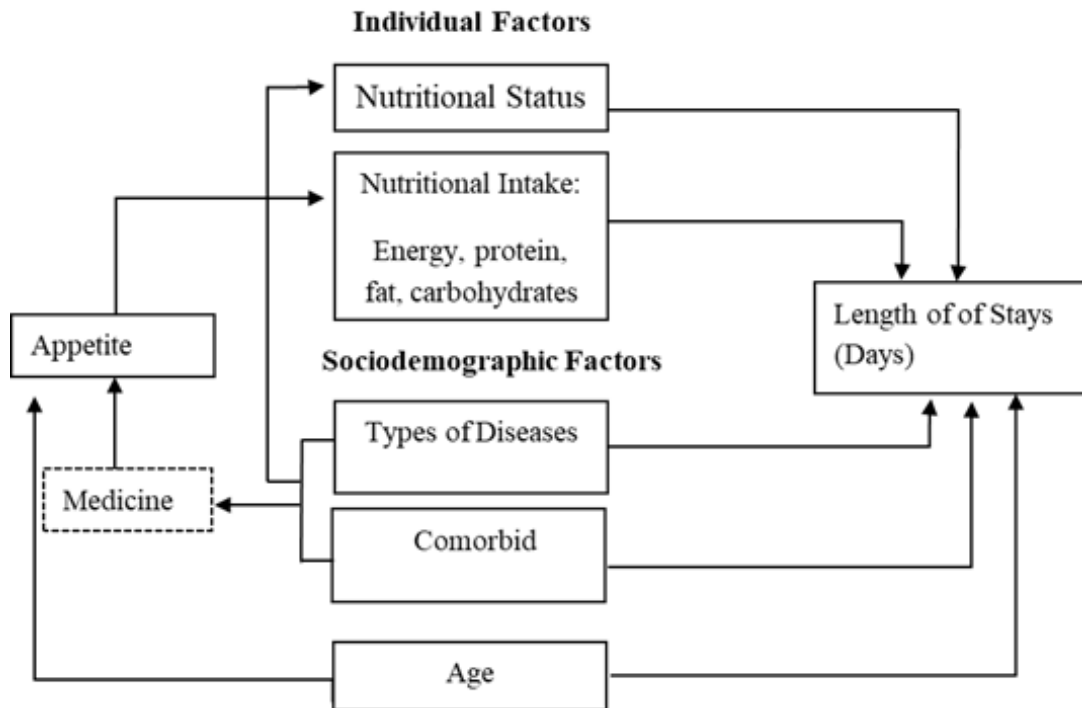 Individual Factors
Nutritional Status
Nutritional Intake:
Energy, protein,
fat, carbohydrates
Length of of Stays
(Days)
Appetite
Sociodemographic Factors
Types of Diseases
Medicine
Comorbid
Age